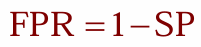 FPR = 1 − SP